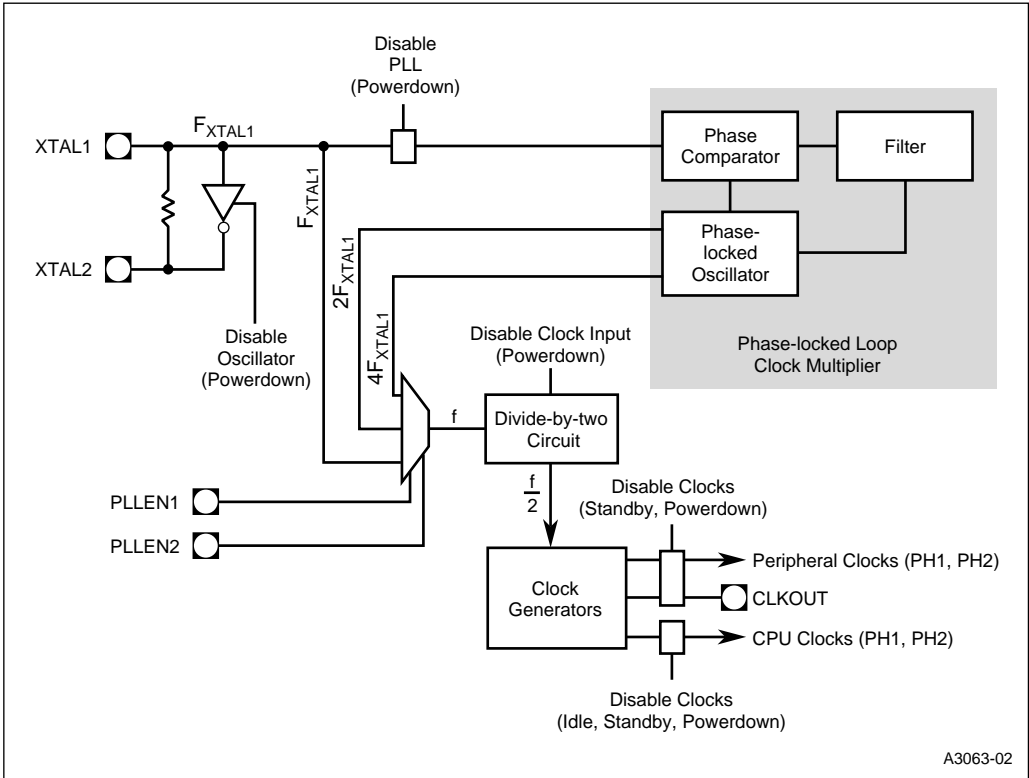 Disable
PLL
(Powerdown)
XTAL1
FXTAL1
Phase
Comparator
Filter
FXTAL1
2FXTAL1
4FXTAL1
Phase-
locked
Oscillator
XTAL2
Disable
Oscillator
(Powerdown)
Disable Clock Input
(Powerdown)
Phase-locked Loop
Clock Multiplier
f
Divide-by-two
Circuit
f
2
PLLEN1
PLLEN2
Disable Clocks
(Standby, Powerdown)
Clock
Generators
Peripheral Clocks (PH1, PH2)
CLKOUT
CPU Clocks (PH1, PH2)
Disable Clocks
(Idle, Standby, Powerdown)
A3063-02